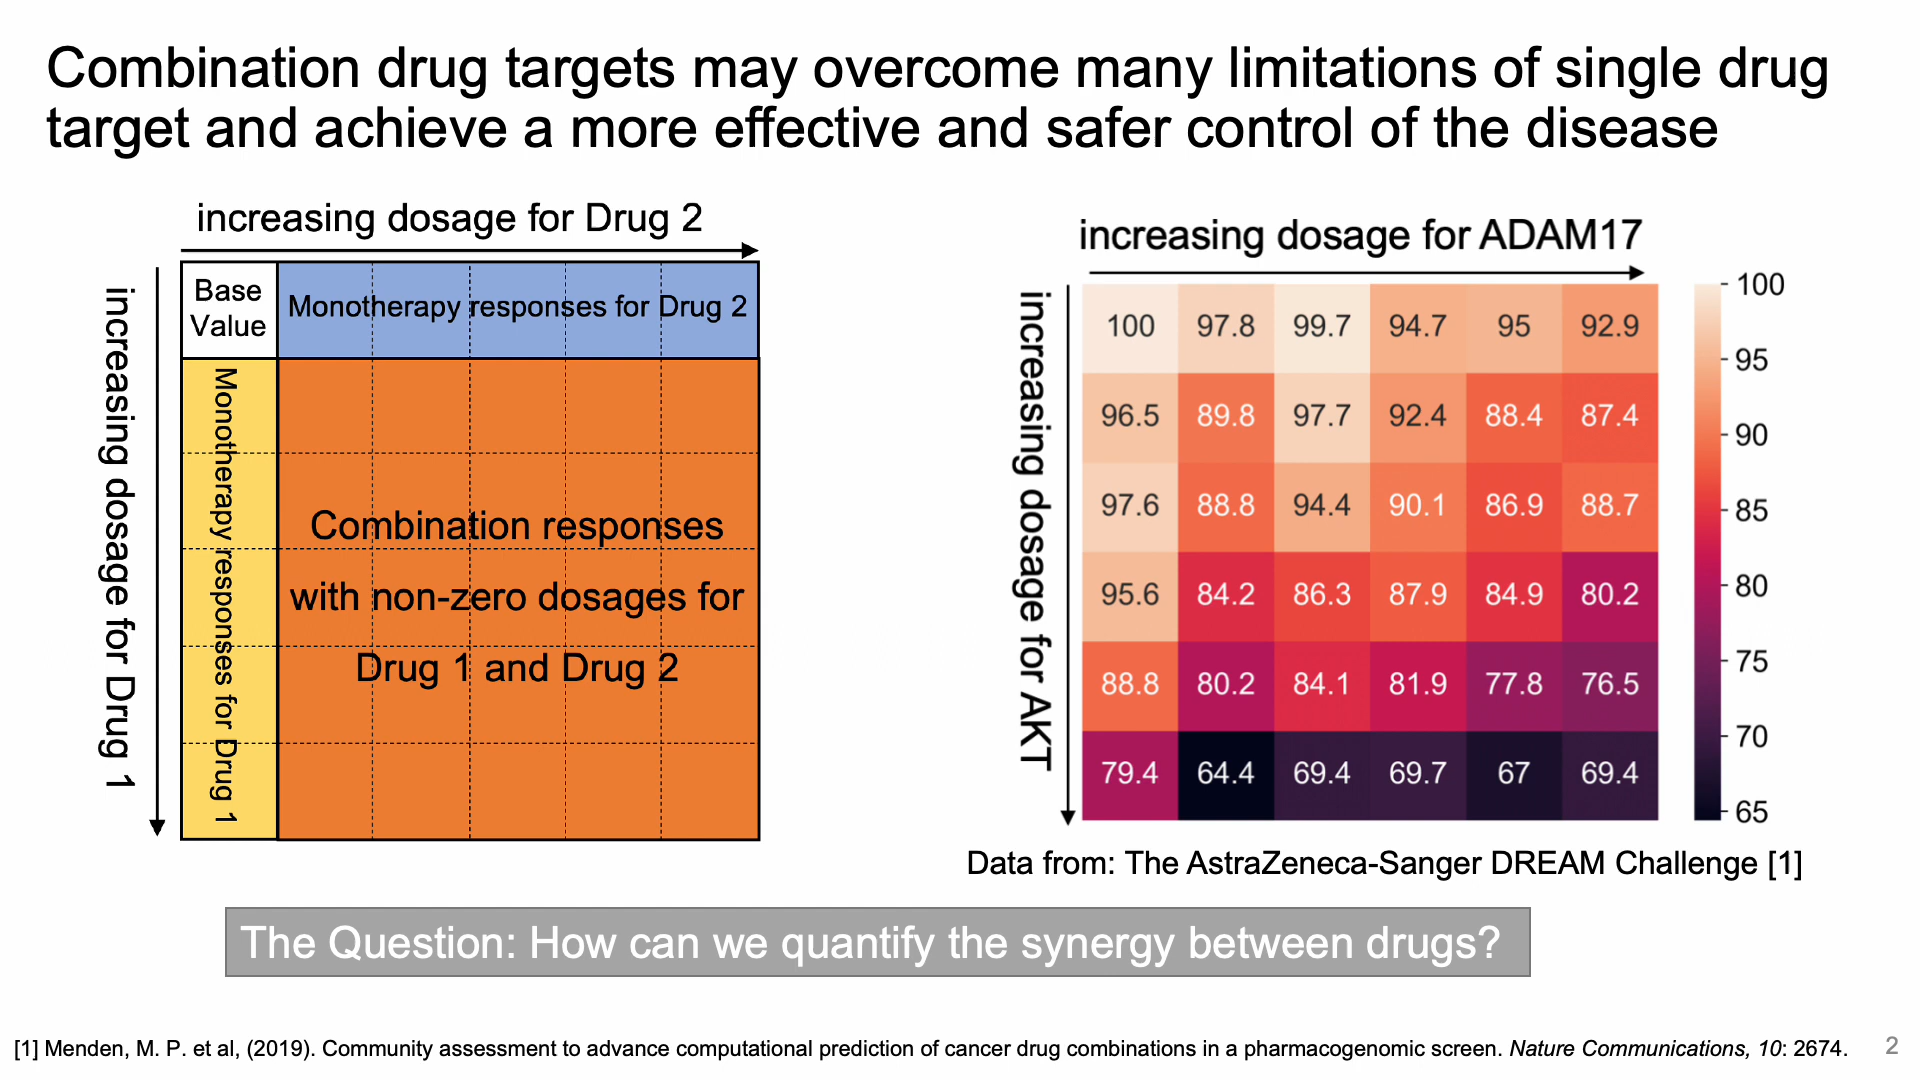 Combination drug targets may overcome many limitations of single drug
target and achieve a more effective and safer control of the disease
increasing dosage for Drug 2
increasing dosage for Drug 1
Base
Value
Monotherapy responses for Drug 2
Monotherapy responses for Drug 1
Combination responses
with non-zero dosages for
Drug 1 and Drug 2
increasing dosage for ADAM17
increasing dosage for AKT
100 97.8 99.7 94.7 95 92.9
96.5 89.8 97.7 92.4 88.4 87.4
97.6 88.8 94.4 90.1 86.9 88.7
95.6 84.2 86.3 87.9 84.9 80.2
88.8 80.2 84.1 81.9 77.8 76.5
79.4 64.4 69.4 69.7 67 69.4
100
95
90
85
80
75
70
65
Data from: The AstraZeneca-Sanger DREAM Challenge [1]
The Question: How can we quantify the synergy between drugs?
[1] Menden, M. P. et al, (2019). Community assessment to advance computational prediction of cancer drug combinations in a pharmacogenomic screen. Nature Communications, 10: 2674.
2